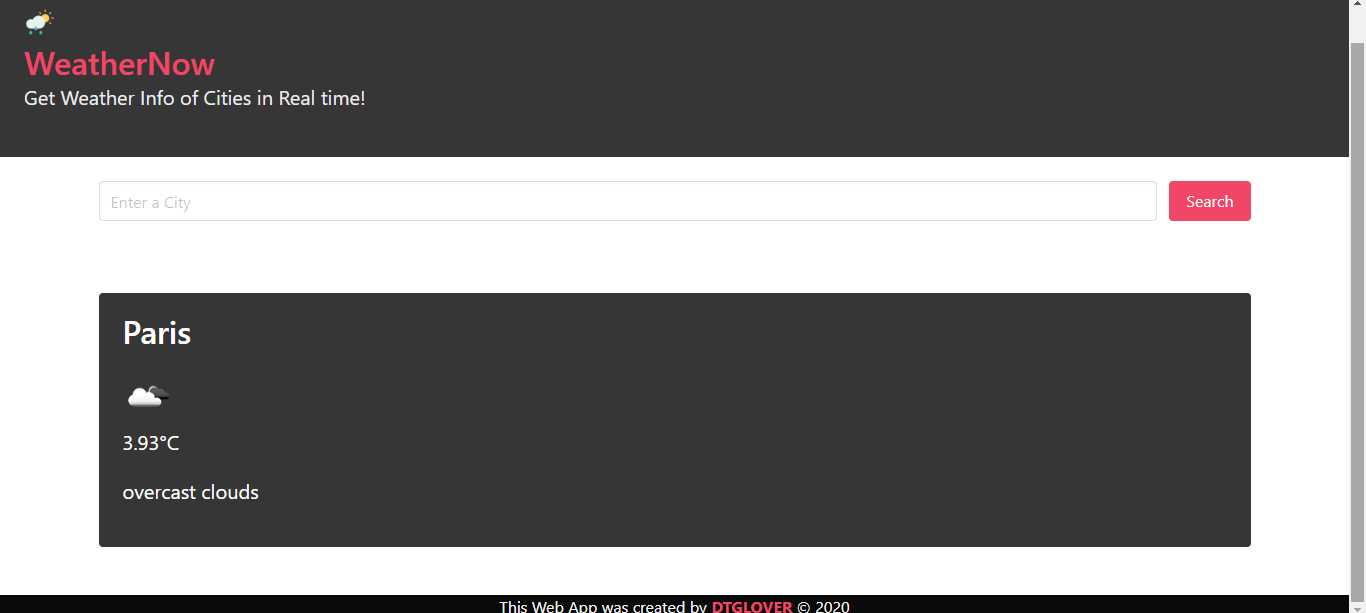 WeatherNow
Get Weather Info of Cities in Real time!
Enter a City
Search
Paris
3.93°C
overcast clouds
This Web App was created by DTGLOVER © 2020